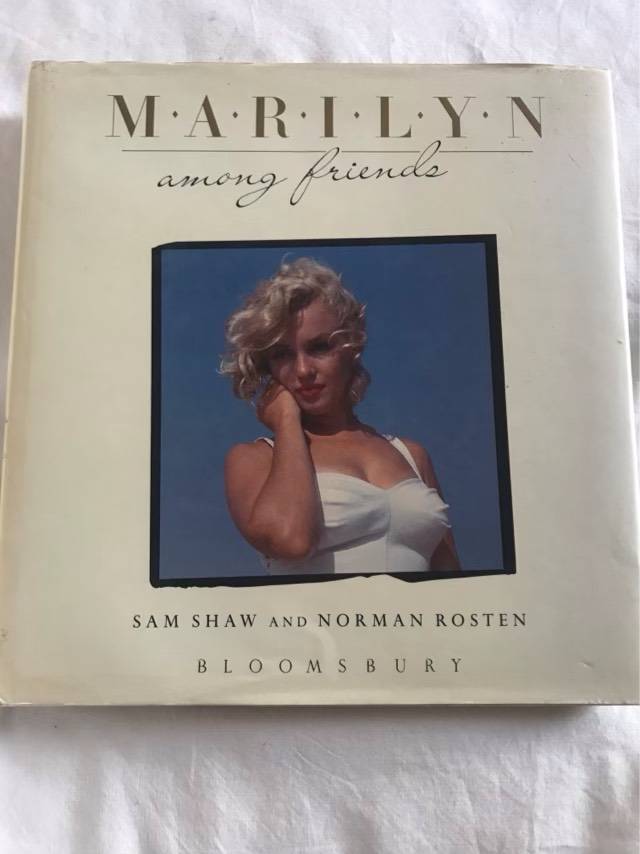 M·A·R·I·L·Y·N
among friends
SAM SHAW AND NORMAN ROSTEN
BLOOMSBURY